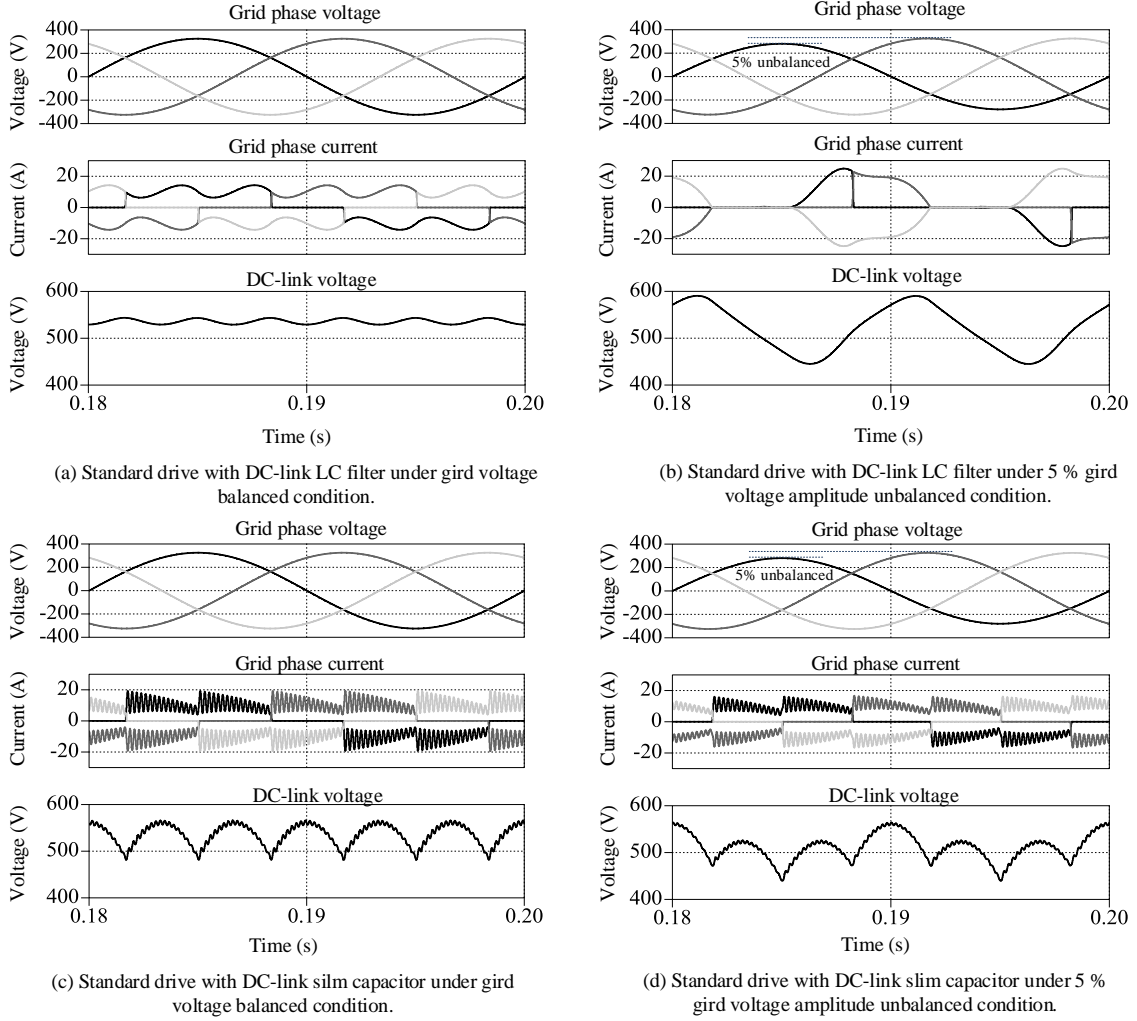 Grid phase voltage
Voltage (V)
400
200
0
-200
-400
Grid phase current
Current (A)
20
0
-20
DC-link voltage
Voltage (V)
600
500
400
0.18
0.19
0.20
Time (s)
(a) Standard drive with DC-link LC filter under gird voltage
balanced condition.
Grid phase voltage
Voltage (V)
400
200
0
-200
-400
5% unbalanced
Grid phase current
Current (A)
20
0
-20
DC-link voltage
Voltage (V)
600
500
400
0.18
0.19
0.20
Time (s)
(b) Standard drive with DC-link LC filter under 5 % gird
voltage amplitude unbalanced condition.
Grid phase voltage
Voltage (V)
400
200
0
-200
-400
Grid phase current
Current (A)
20
0
-20
DC-link voltage
Voltage (V)
600
500
400
0.18
0.19
0.20
Time (s)
(c) Standard drive with DC-link silm capacitor under gird
voltage balanced condition.
Grid phase voltage
Voltage (V)
400
200
0
-200
-400
5% unbalanced
Grid phase current
Current (A)
20
0
-20
DC-link voltage
Voltage (V)
600
500
400
0.18
0.19
0.20
Time (s)
(d) Standard drive with DC-link slim capacitor under 5 %
gird voltage amplitude unbalanced condition.